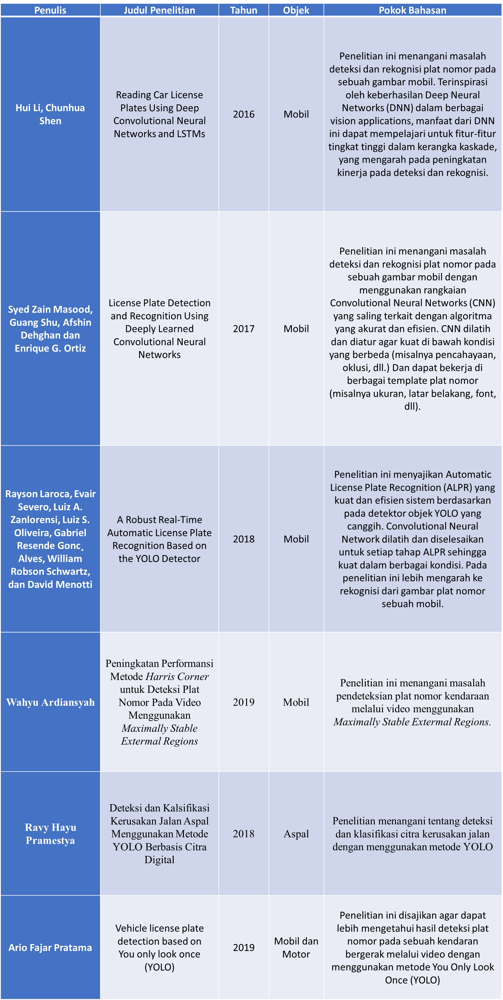 Penulis Judul Penelitian Tahun Objek Pokok Bahasan
Hui Li, Chunhua
Shen
Reading Car License
Plates Using Deep
Convolutional Neural
Networks and LSTMs
2016
Mobil
Penelitian ini menangani masalah
deteksi dan rekognisi plat nomor pada
sebuah gambar mobil. Terinspirasi
oleh keberhasilan Deep Neural
Networks (DNN) dalam berbagai
vision applications, manfaat dari DNN
ini dapat mempelajari untuk fitur-fitur
tingkat tinggi dalam kerangka kaskade,
yang mengarah pada peningkatan
kinerja pada deteksi dan rekognisi.
Syed Zain Masood,
Guang Shu, Afshin
Dehghan dan
Enrique G. Ortiz
License Plate Detection
and Recognition Using
Deeply Learned
Convolutional Neural
Networks
2017
Mobil
Penelitian ini menangani masalah
deteksi dan rekognisi plat nomor pada
sebuah gambar mobil dengan
menggunakan rangkaian
Convolutional Neural Networks (CNN)
yang saling terkait dengan algoritma
yang akurat dan efisien. CNN dilatih
dan diatur agar kuat di bawah kondisi
yang berbeda (misalnya pencahayaan,
oklusi, dll.) Dan dapat bekerja di
berbagai template plat nomor
(misalnya ukuran, latar belakang, font,
dll).
Rayson Laroca, Evair
Severo, Luiz A.
Zanlorensi, Luiz S.
Oliveira, Gabriel
Resende Gonc¸
Alves, William
Robson Schwartz,
dan David Menotti
A Robust Real-Time
Automatic License Plate
Recognition Based on
the YOLO Detector
2018
Mobil
Penelitian ini menyajikan Automatic
License Plate Recognition (ALPR) yang
kuat dan efisien sistem berdasarkan
pada detektor objek YOLO yang
canggih. Convolutional Neural
Network dilatih dan diselesaikan
untuk setiap tahap ALPR sehingga
kuat dalam berbagai kondisi. Pada
penelitian ini lebih mengarah ke
rekognisi dari gambar plat nomor
sebuah mobil.
Wahyu Ardiansyah
Peningkatan Performansi
Metode Harris Corner
untuk Deteksi Plat
Nomor Pada Video
Menggunakan
Maximally Stable
Extermal Regions
2019
Mobil
Penelitian ini menangani masalah
pendeteksian plat nomor kendaraan
melalui video menggunakan
Maximally Stable Extermal Regions.
Ravy Hayu
Pramestya
Deteksi dan Kalsifikasi
Kerusakan Jalan Aspal
Menggunakan Metode
YOLO Berbasis Citra
Digital
2018
Aspal
Penelitian menangani tentang deteksi
dan klasifikasi citra kerusakan jalan
dengan menggunakan metode YOLO
Ario Fajar Pratama
Vehicle license plate
detection based on
You only look once
(YOLO)
2019
Mobil dan
Motor
Penelitian ini disajikan agar dapat
lebih mengetahui hasil deteksi plat
nomor pada sebuah kendaran
bergerak melalui video dengan
menggunakan metode You Only Look
Once (YOLO)